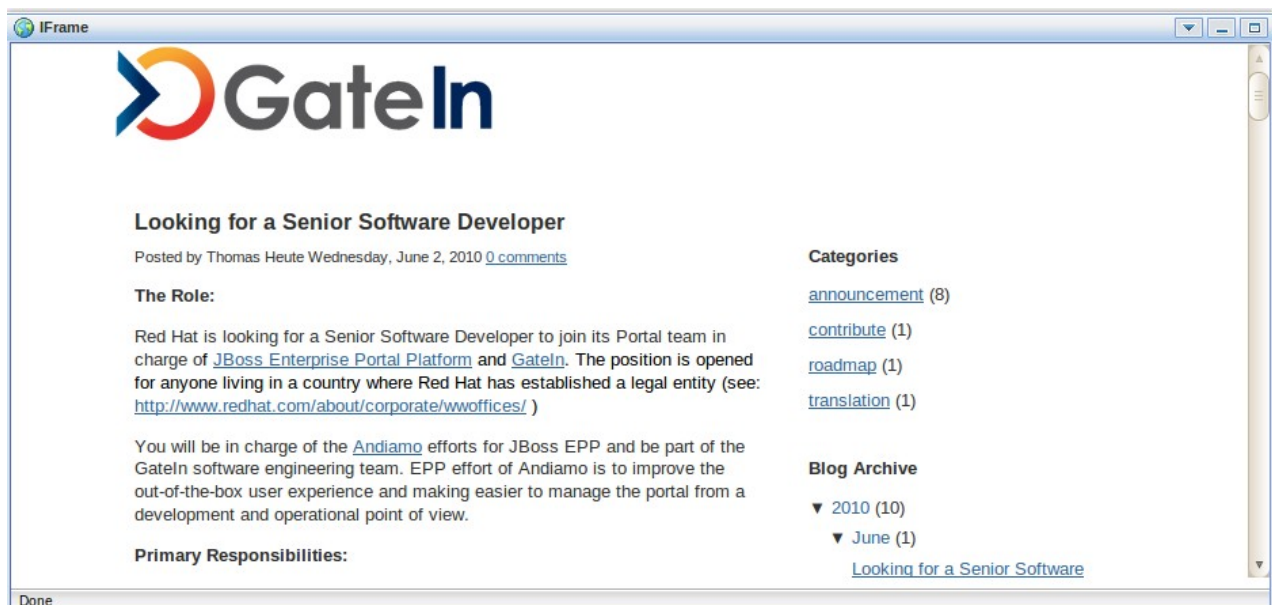 IFrame
GateIn
Looking for a Senior Software Developer
Posted by Thomas Heute Wednesday, June 2, 2010 0 comments
The Role:
Red Hat is looking for a Senior Software Developer to join its Portal team in
charge of JBoss Enterprise Portal Platform and GateIn. The position is opened
for anyone living in a country where Red Hat has established a legal entity (see:
http://www.redhat.com/about/corporate/wwoffices/ )
You will be in charge of the Andiamo efforts for JBoss EPP and be part of the
GateIn software engineering team. EPP effort of Andiamo is to improve the
out-of-the-box user experience and making easier to manage the portal from a
development and operational point of view.
Primary Responsibilities:
Categories
announcement (8)
contribute (1)
roadmap (1)
translation (1)
Blog Archive
▼ 2010 (10)
▼ June (1)
Looking for a Senior Software
Done